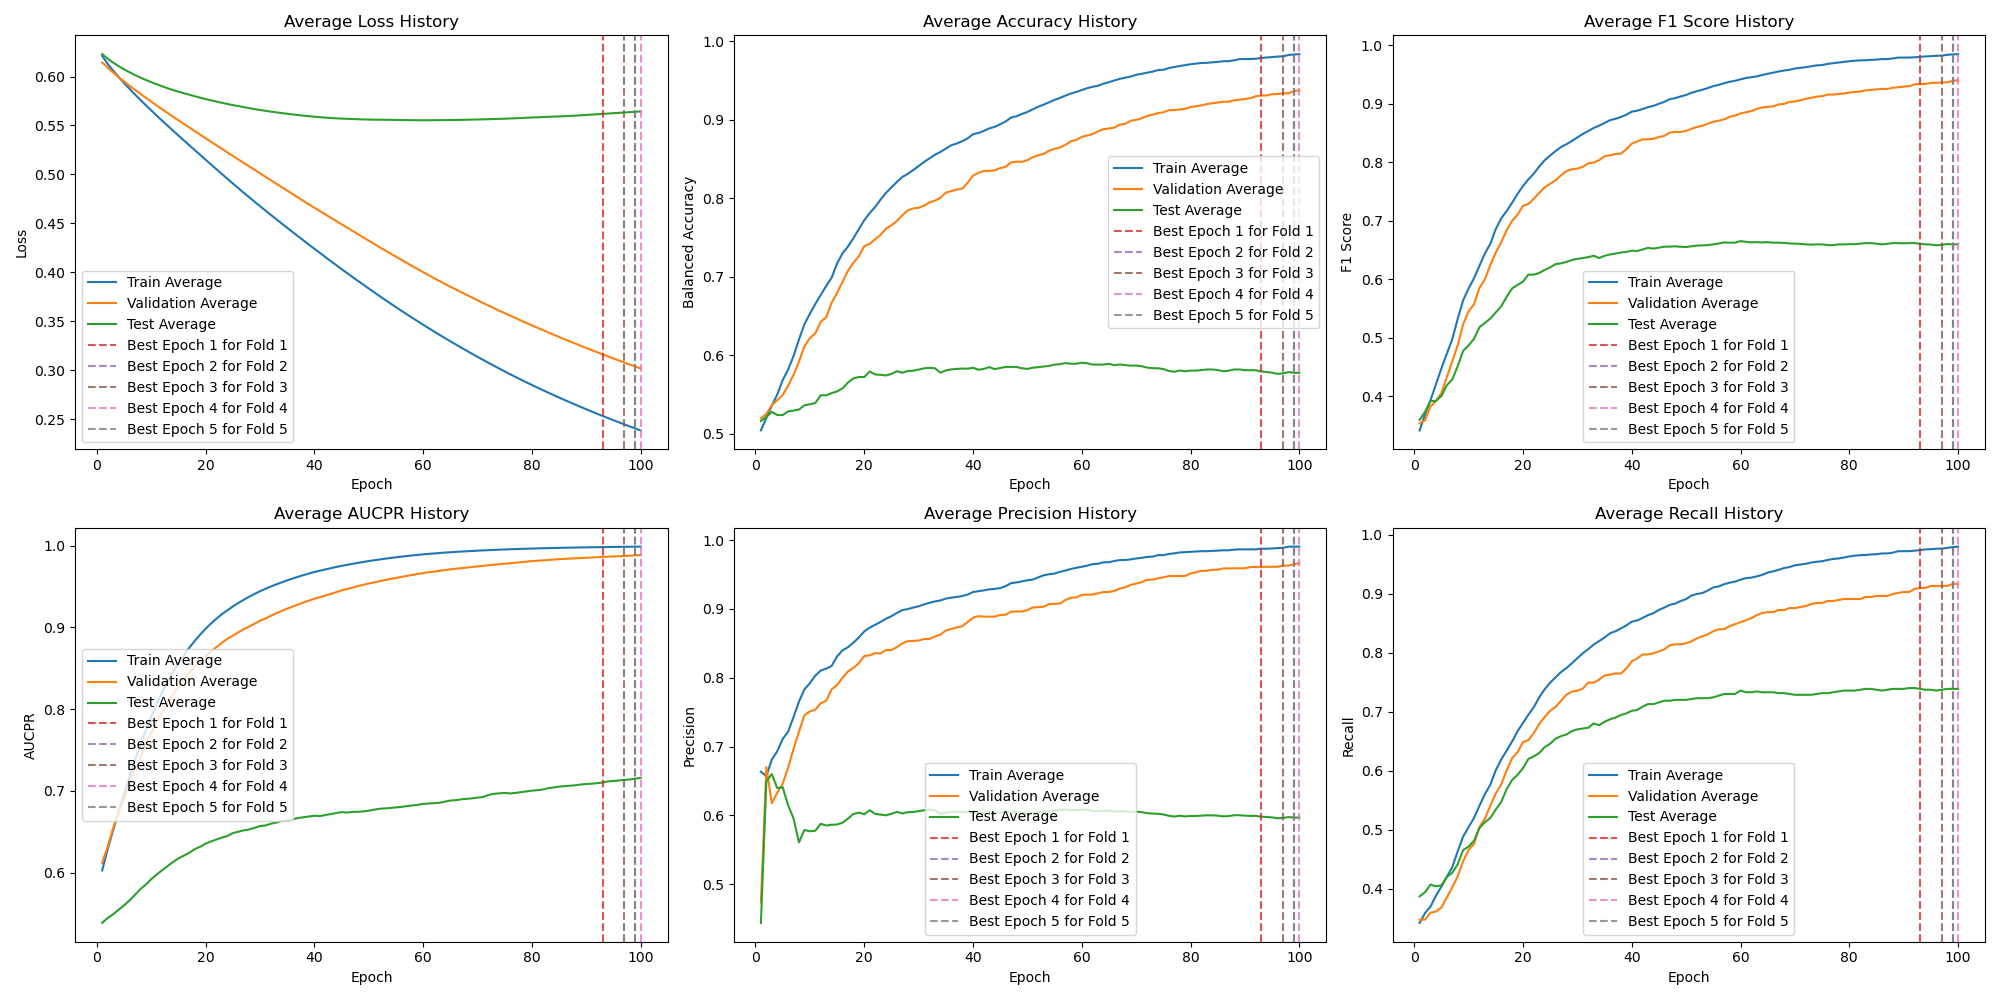 Average Loss History
Loss
0.60
0.55
0.50
0.45
0.40
0.35
0.30
0.25
Train Average
Validation Average
Test Average
Best Epoch 1 for Fold 1
Best Epoch 2 for Fold 2
Best Epoch 3 for Fold 3
Best Epoch 4 for Fold 4
Best Epoch 5 for Fold 5
0 20 40 60 80 100
Epoch
Average Accuracy History
Balanced Accuracy
1.0
0.9
0.8
0.7
0.6
0.5
Train Average
Validation Average
Test Average
Best Epoch 1 for Fold 1
Best Epoch 2 for Fold 2
Best Epoch 3 for Fold 3
Best Epoch 4 for Fold 4
Best Epoch 5 for Fold 5
0 20 40 60 80 100
Epoch
Average F1 Score History
F1 Score
1.0
0.9
0.8
0.7
0.6
0.5
0.4
Train Average
Validation Average
Test Average
Best Epoch 1 for Fold 1
Best Epoch 2 for Fold 2
Best Epoch 3 for Fold 3
Best Epoch 4 for Fold 4
Best Epoch 5 for Fold 5
0 20 40 60 80 100
Epoch
Average AUCPR History
AUCPR
1.0
0.9
0.8
0.7
0.6
Train Average
Validation Average
Test Average
Best Epoch 1 for Fold 1
Best Epoch 2 for Fold 2
Best Epoch 3 for Fold 3
Best Epoch 4 for Fold 4
Best Epoch 5 for Fold 5
0 20 40 60 80 100
Epoch
Average Precision History
Precision
1.0
0.9
0.8
0.7
0.6
0.5
Train Average
Validation Average
Test Average
Best Epoch 1 for Fold 1
Best Epoch 2 for Fold 2
Best Epoch 3 for Fold 3
Best Epoch 4 for Fold 4
Best Epoch 5 for Fold 5
0 20 40 60 80 100
Epoch
Average Recall History
Recall
1.0
0.9
0.8
0.7
0.6
0.5
0.4
Train Average
Validation Average
Test Average
Best Epoch 1 for Fold 1
Best Epoch 2 for Fold 2
Best Epoch 3 for Fold 3
Best Epoch 4 for Fold 4
Best Epoch 5 for Fold 5
0 20 40 60 80 100
Epoch